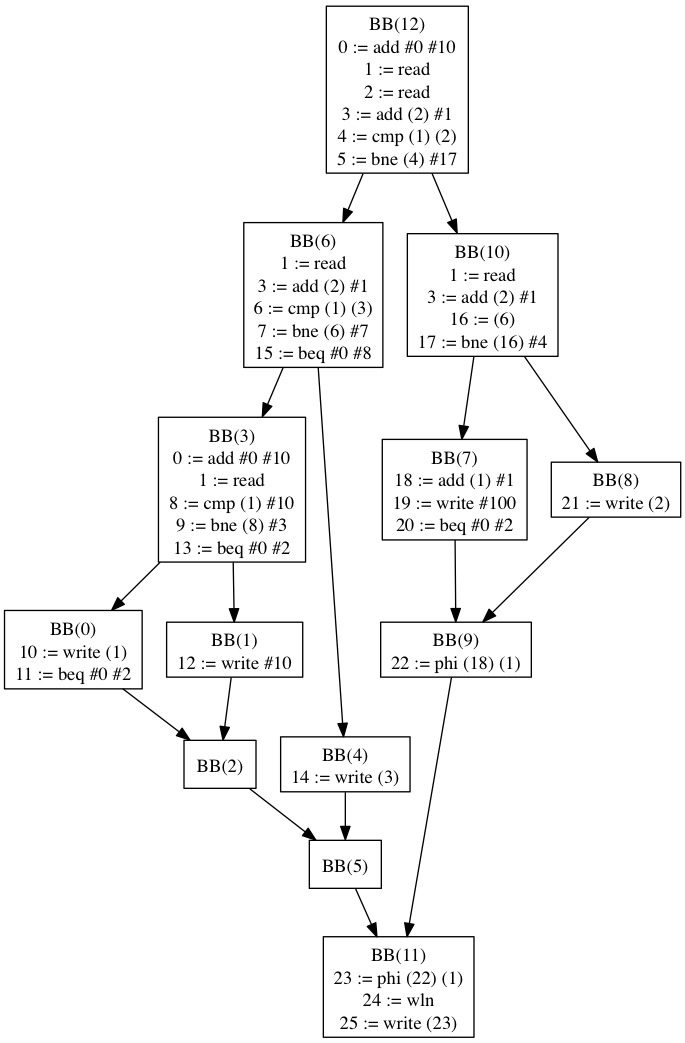 BB(12)
0 := add #0 #10
1 := read
2 := read
3 := add (2) #1
4 := cmp (1) (2)
5 := bne (4) #17
BB(6)
1 := read
3 := add (2) #1
6 := cmp (1) (3)
7 := bne (6) #7
15 := beq #0 #8
BB(10)
1 := read
3 := add (2) #1
16 := (6)
17 := bne (16) #4
BB(3)
0 := add #0 #10
1 := read
8 := cmp (1) #10
9 := bne (8) #3
13 := beq #0 #2
BB(7)
18 := add (1) #1
19 := write #100
20 := beq #0 #2
BB(8)
21 := write (2)
BB(0)
10 := write (1)
11 := beq #0 #2
BB(1)
12 := write #10
BB(9)
22 := phi (18) (1)
BB(2)
BB(4)
14 := write (3)
BB(5)
BB(11)
23 := phi (22) (1)
24 := wln
25 := write (23)